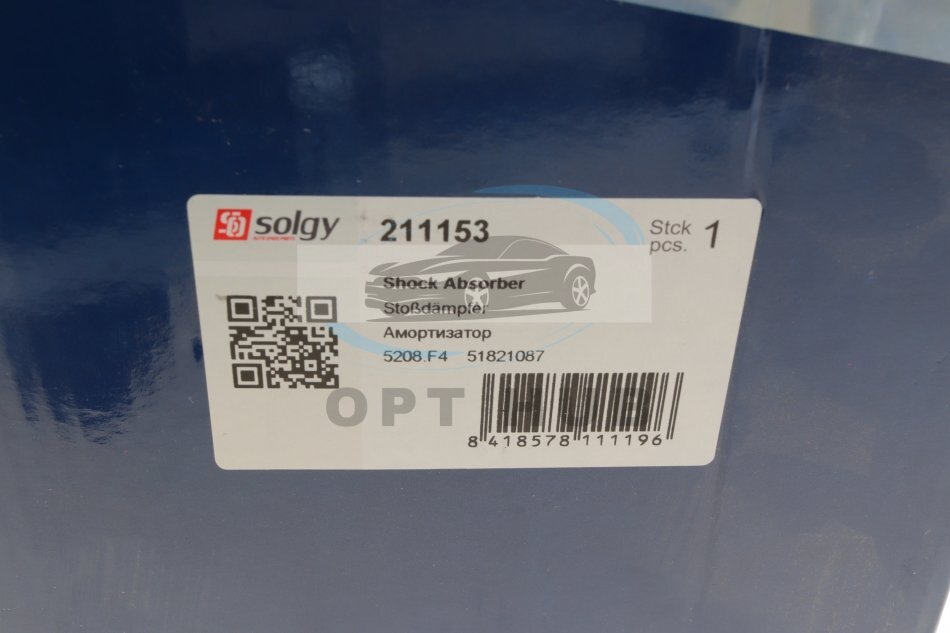 solgy
211153
Stck
pcs. 1
Shock Absorber
Stoßdämpfer
Амортизатор
5208.F4 51821087
8 418578 111196
OPT